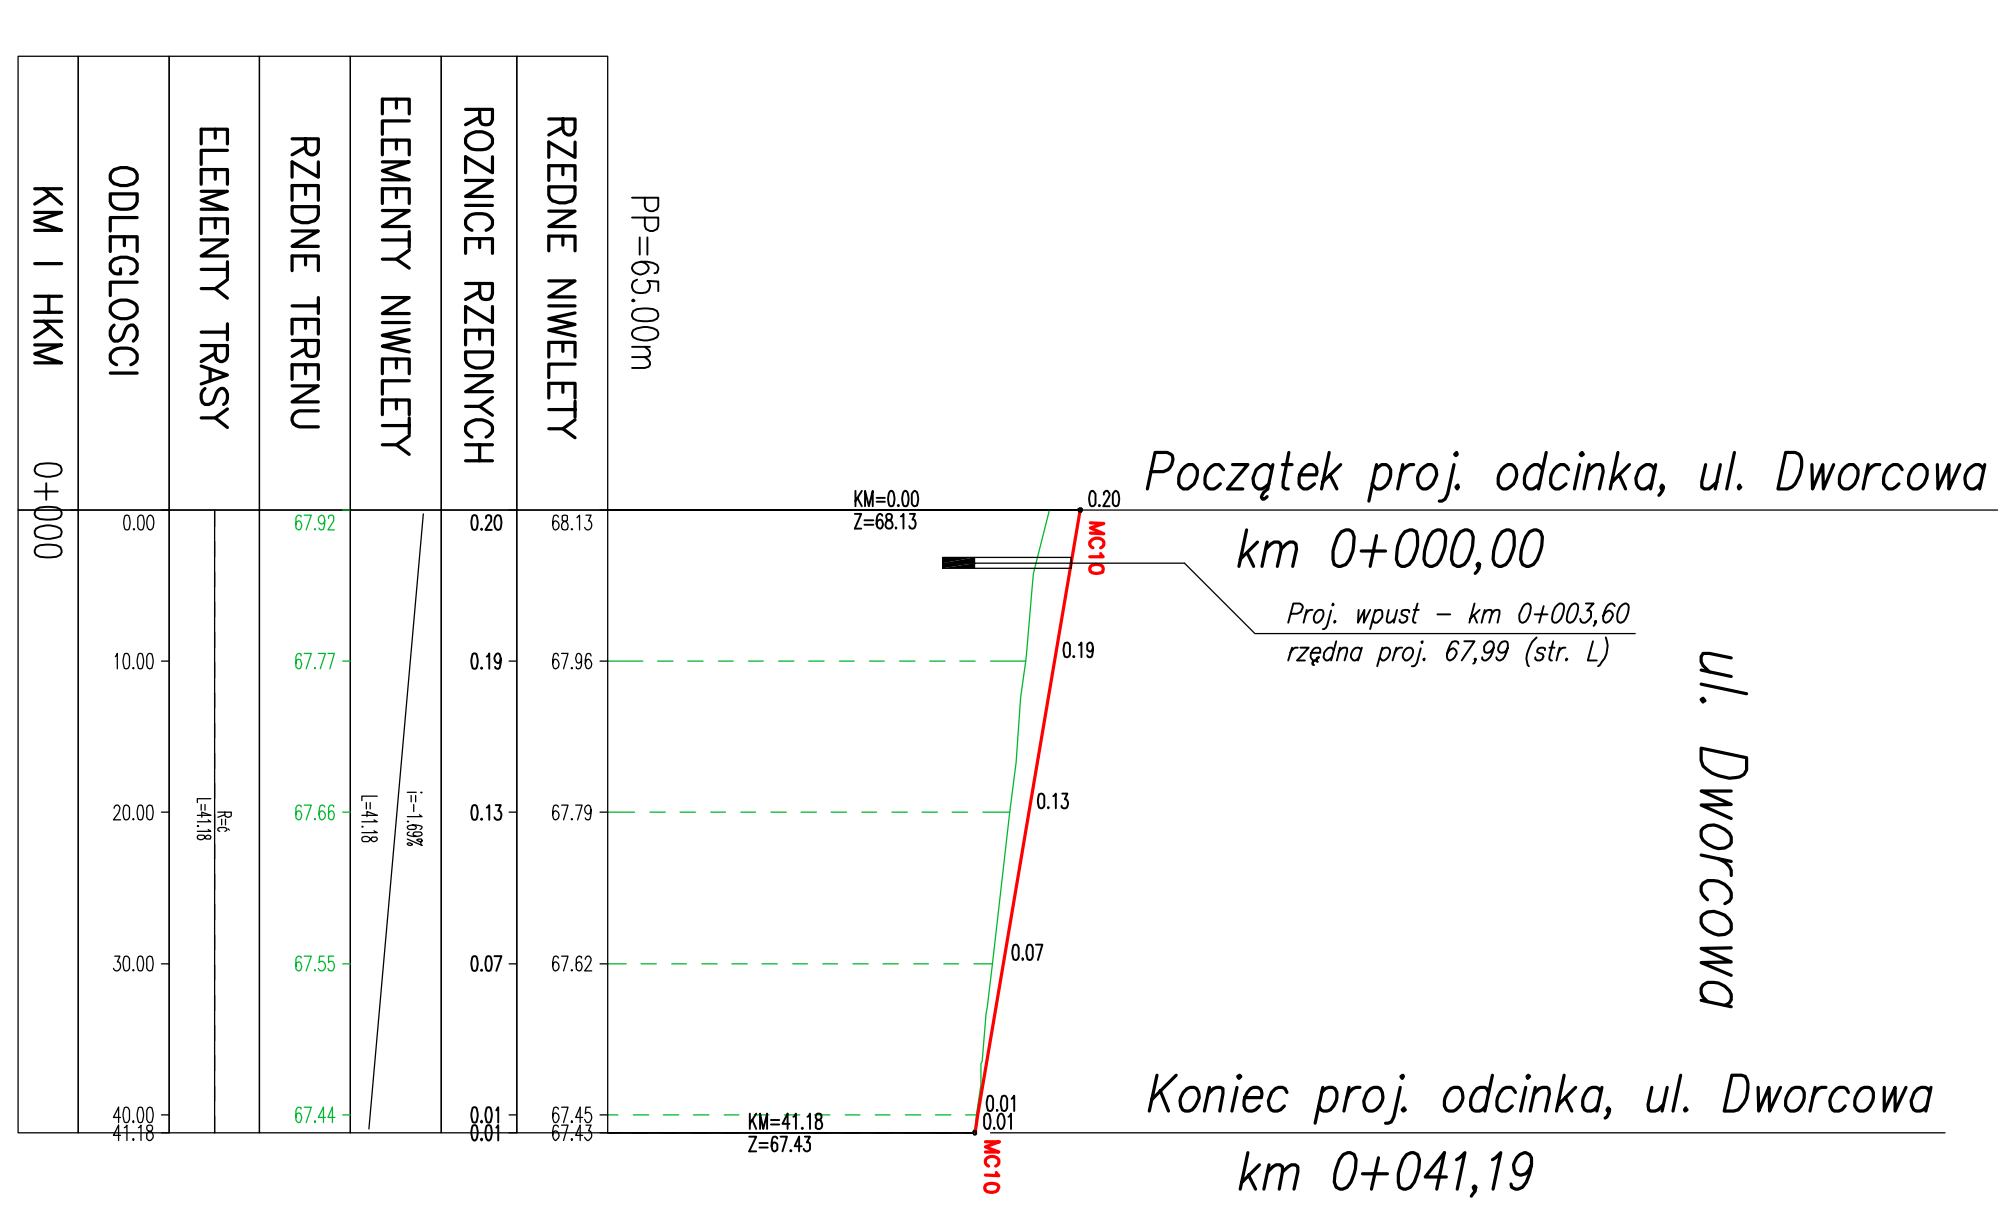 Początek proj. odcinka, ul. Dworcowa
km 0+000,00
Proj. wpust – km 0+003,60
rzędna proj. 67,99 (str. L)
ul. Dworcowa
Koniec proj. odcinka, ul. Dworcowa
km 0+041,19
PP=65.00m
KM=0.00
Z=68.13
0.20
MC10
0.19
0.13
0.07
0.01
0.01
KM=41.18
Z=67.43
MC10
RZEDNE NIWELETY
68.13
67.96
67.79
67.62
67.45
67.43
ROZNICE RZEDNYCH
0.20
0.19
0.13
0.07
0.01
0.01
ELEMENTY NIWELETY
i=-1.69%
L=41.18
RZEDNE TERENU
67.92
67.77
67.66
67.55
67.44
ELEMENTY TRASY
R=ć
L=41.18
ODLEGLOSCI
0.00
10.00
20.00
30.00
40.00
41.18
KM I HKM
0+000